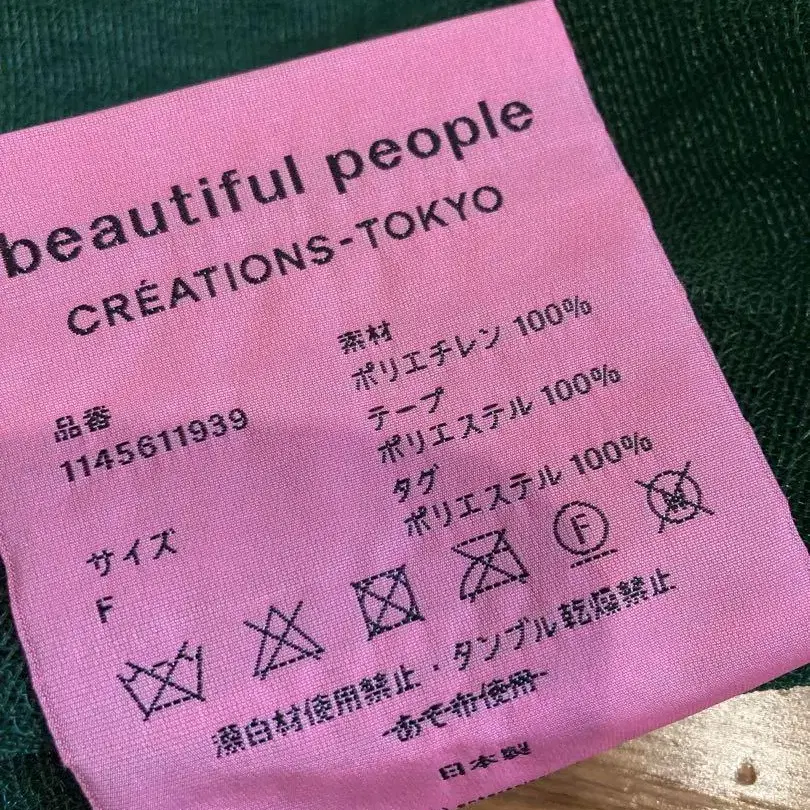 beautiful people
CRÉATIONS-TOKYO
品番
1145611939
サイズ
F
素材
ポリエチレン 100%
テープ
ポリエステル 100%
タグ
ポリエステル 100%
F
W
漂白材使用禁止・タンブル乾燥禁止
あて布使用
日本製